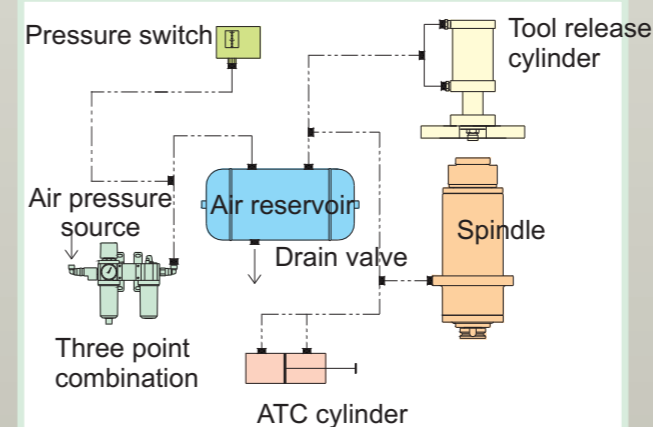 Pressure switch
Tool release
cylinder
Air pressure
source
Air reservoir
Spindle
Drain valve
Three point
combination
ATC cylinder